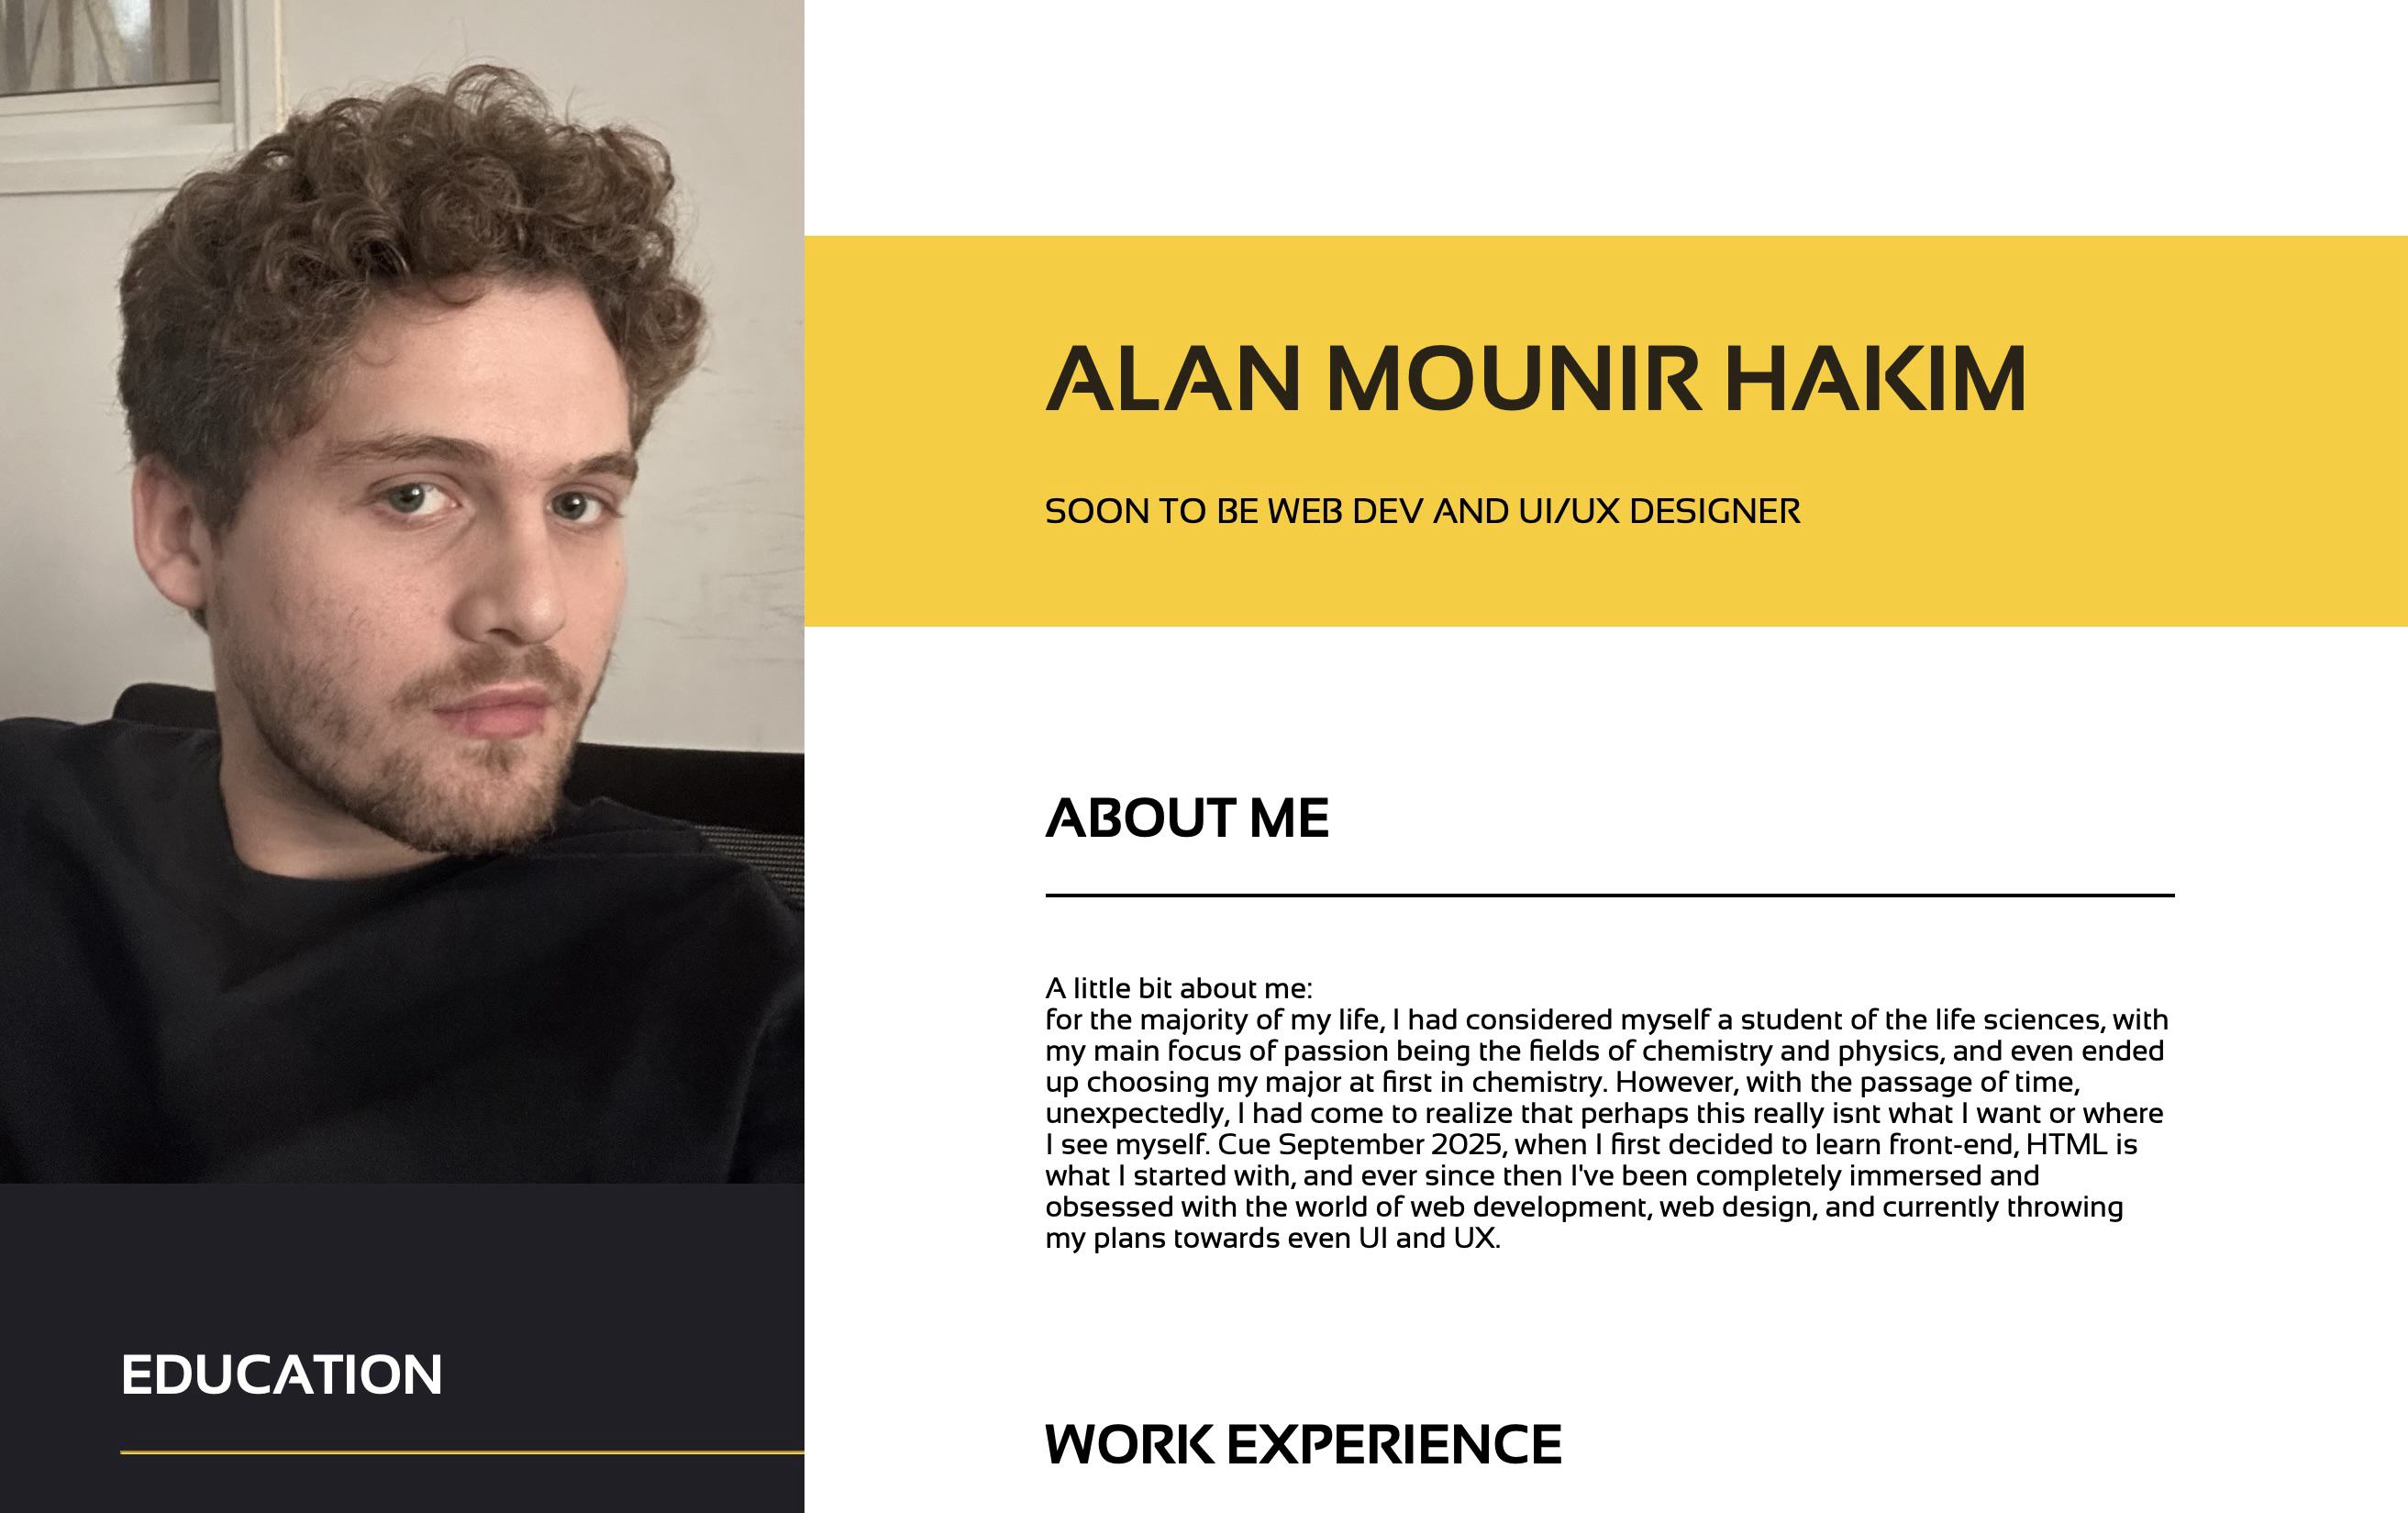 ALAN MOUNIR HAKIM
SOON TO BE WEB DEV AND UI/UX DESIGNER
ABOUT ME
A little bit about me:
for the majority of my life, I had considered myself a student of the life sciences, with
my main focus of passion being the fields of chemistry and physics, and even ended
up choosing my major at first in chemistry. However, with the passage of time,
unexpectedly, I had come to realize that perhaps this really isnt what I want or where
I see myself. Cue September 2025, when I first decided to learn front-end, HTML is
what I started with, and ever since then I've been completely immersed and
obsessed with the world of web development, web design, and currently throwing
my plans towards even UI and UX.
EDUCATION
WORK EXPERIENCE